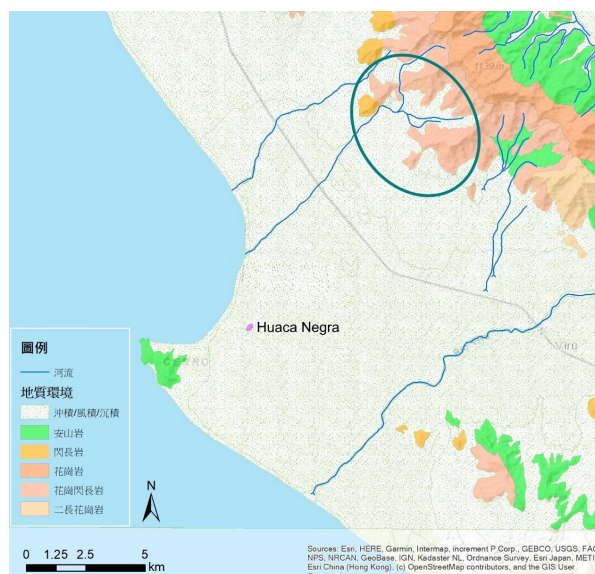 1139 m
Huaca Negra
CERRO
Virú
圖例
河流
地質環境
沖積/風積/沉積
安山岩
閃長岩
花崗岩
花崗閃長岩
二長花崗岩
N
0 1.25 2.5 5
km
Sources: Esri, HERE, Garmin, Intermap, increment P Corp., GEBCO, USGS, FAO,
NPS, NRCAN, GeoBase, IGN, Kadaster NL, Ordnance Survey, Esri Japan, METI,
Esri China (Hong Kong), (c) OpenStreetMap contributors, and the GIS User